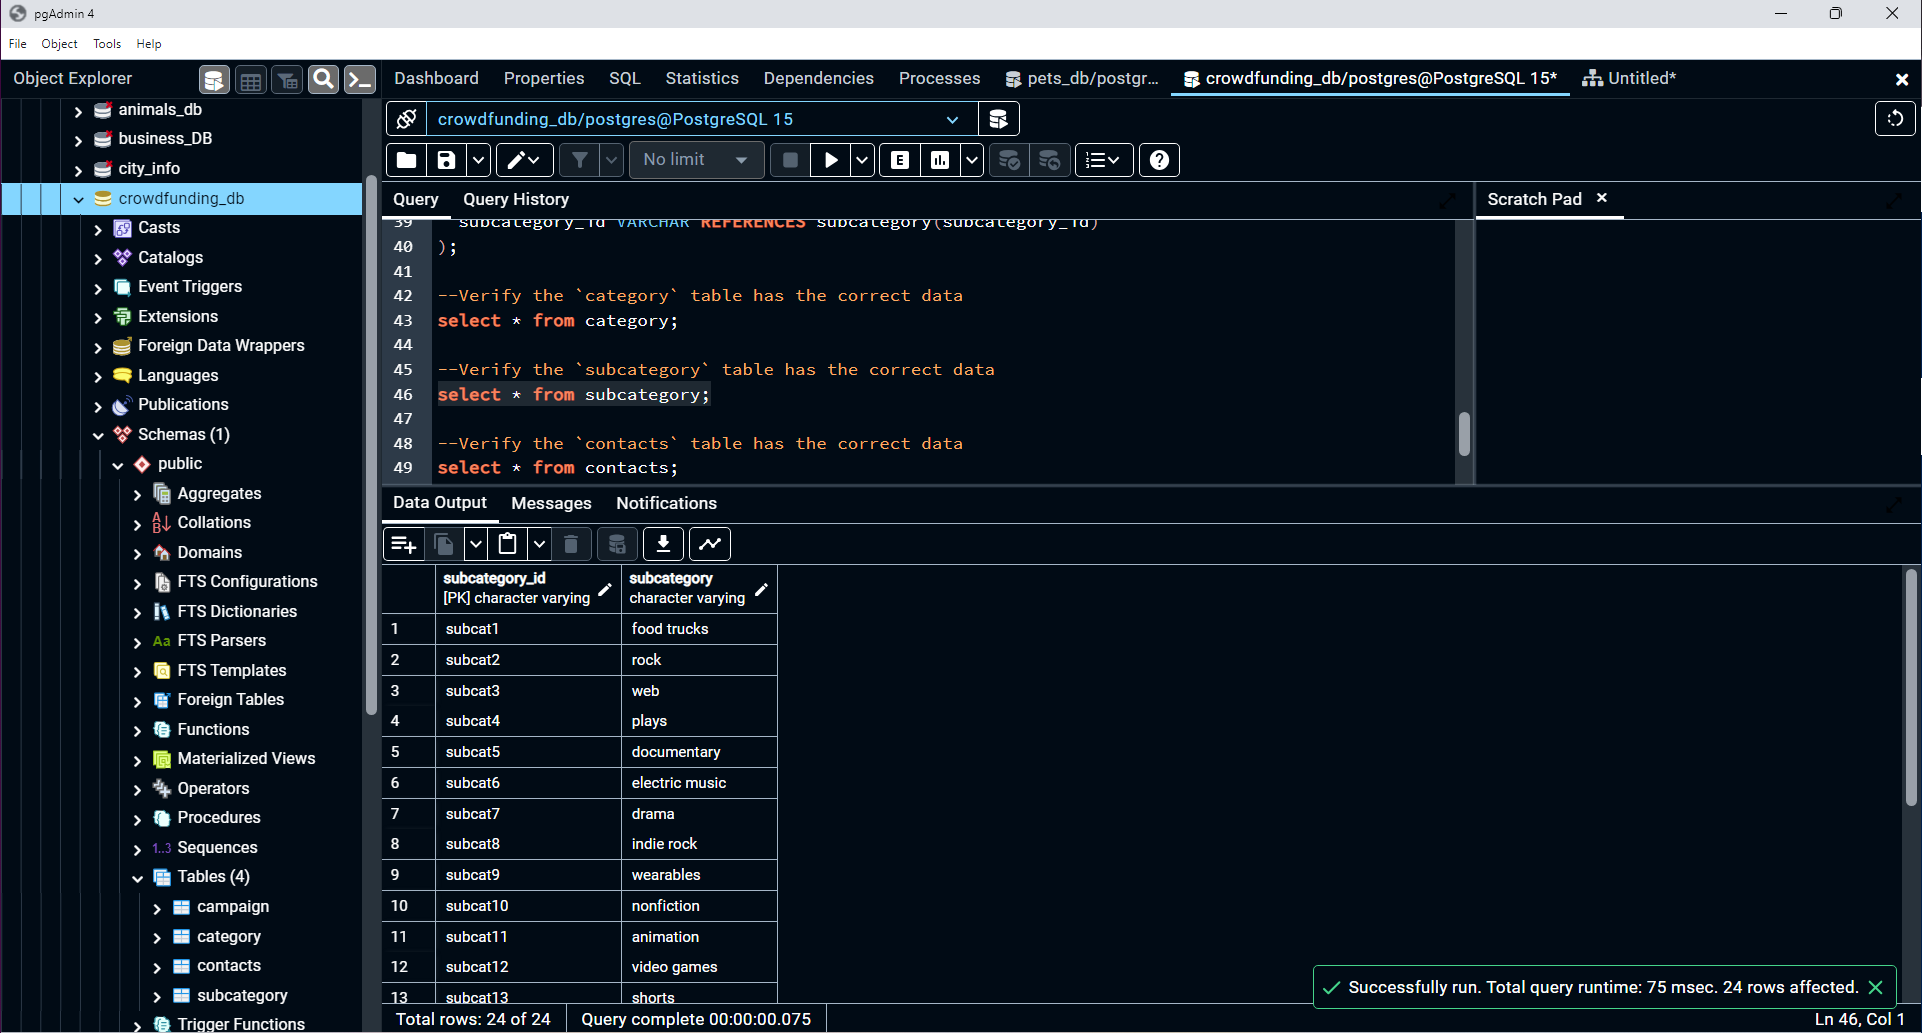 pgAdmin 4
File Object Tools Help
Object Explorer
Dashboard Properties SQL Statistics Dependencies Processes pets_db/postgr... crowdfunding_db/postgres@PostgreSQL 15* Untitled*
animals_db
business_DB
city_info
crowdfunding_db
Casts
Catalogs
Event Triggers
Extensions
Foreign Data Wrappers
Languages
Publications
Schemas (1)
public
Aggregates
Collations
Domains
FTS Configurations
FTS Dictionaries
Aa FTS Parsers
FTS Templates
Foreign Tables
Functions
Materialized Views
Operators
Procedures
1..3 Sequences
Tables (4)
campaign
category
contacts
subcategory
Trigger Functions
crowdfunding_db/postgres@PostgreSQL 15
No limit
E
Query Query History
Scratch Pad
39 subcategory_id VARCHAR REFERENCES subcategory(subcategory_id)
40 );
41
42 --Verify the `category` table has the correct data
43 select * from category;
44
45 --Verify the `subcategory` table has the correct data
46 select * from subcategory;
47
48 --Verify the `contacts` table has the correct data
49 select * from contacts;
Data Output Messages Notifications
subcategory_id subcategory
[PK] character varying character varying
1 subcat1 food trucks
2 subcat2 rock
3 subcat3 web
4 subcat4 plays
5 subcat5 documentary
6 subcat6 electric music
7 subcat7 drama
8 subcat8 indie rock
9 subcat9 wearables
10 subcat10 nonfiction
11 subcat11 animation
12 subcat12 video games
13 subcat13 shorts
Successfully run. Total query runtime: 75 msec. 24 rows affected.
Total rows: 24 of 24 Query complete 00:00:00.075 Ln 46, Col 1